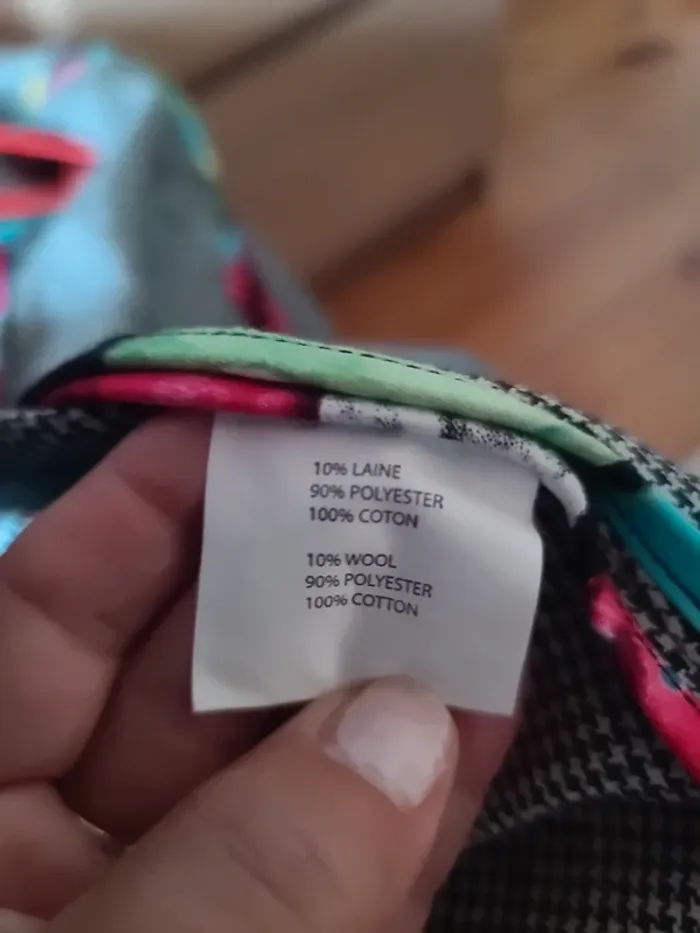 10% LAINE
90% POLYESTER
100% COTON
10% WOOL
90% POLYESTER
100% COTTON